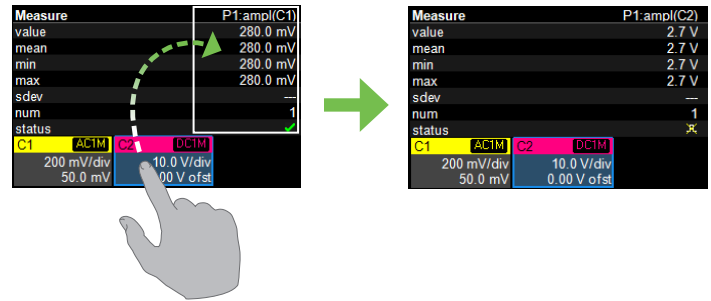 Measure P1:ampl(C1)
value 280.0 mV
mean 280.0 mV
min 280.0 mV
max 280.0 mV
sdev ---
num 1
status
C1 AC1M C2 DC1M
200 mV/div 10.0 V/div
50.0 mV .00 V ofst
Measure P1:ampl(C2)
value 2.7 V
mean 2.7 V
min 2.7 V
max 2.7 V
sdev ---
num 1
status
C1 AC1M C2 DC1M
200 mV/div 10.0 V/div
50.0 mV 0.00 V ofst